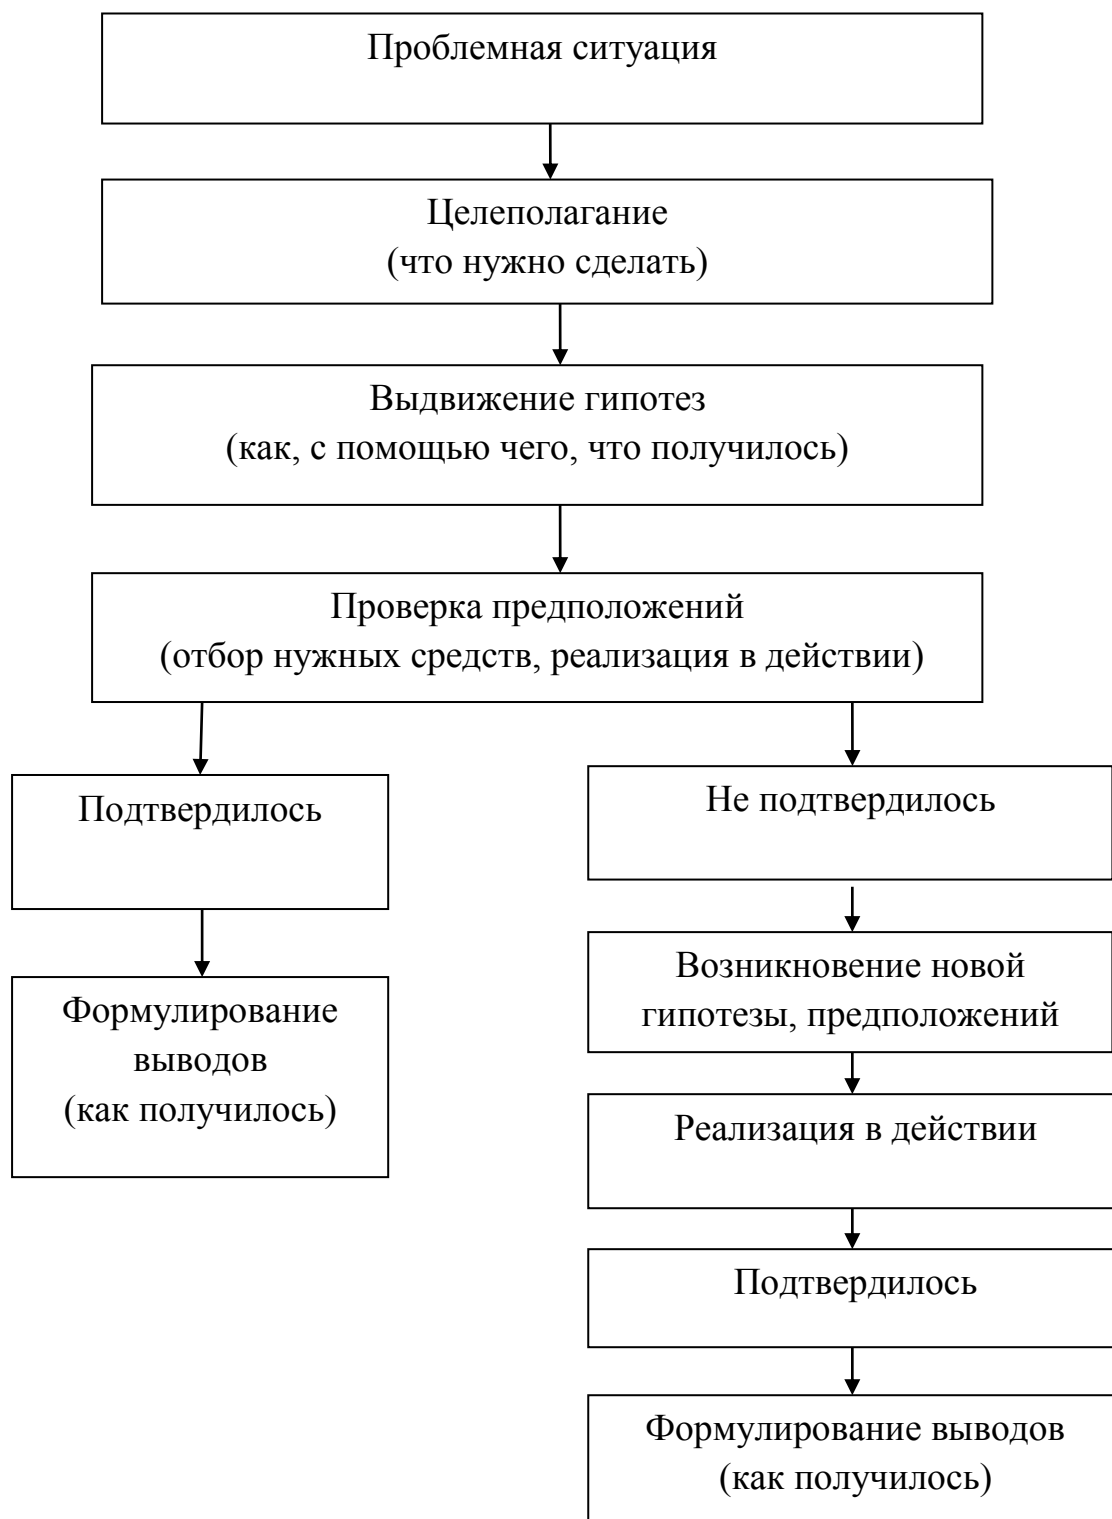 Проблемная ситуация
Целеполагание
(что нужно сделать)
Выдвижение гипотез
(как, с помощью чего, что получилось)
Проверка предположений
(отбор нужных средств, реализация в действии)
Подтвердилось
Формулирование
выводов
(как получилось)
Не подтвердилось
Возникновение новой
гипотезы, предположений
Реализация в действии
Подтвердилось
Формулирование выводов
(как получилось)